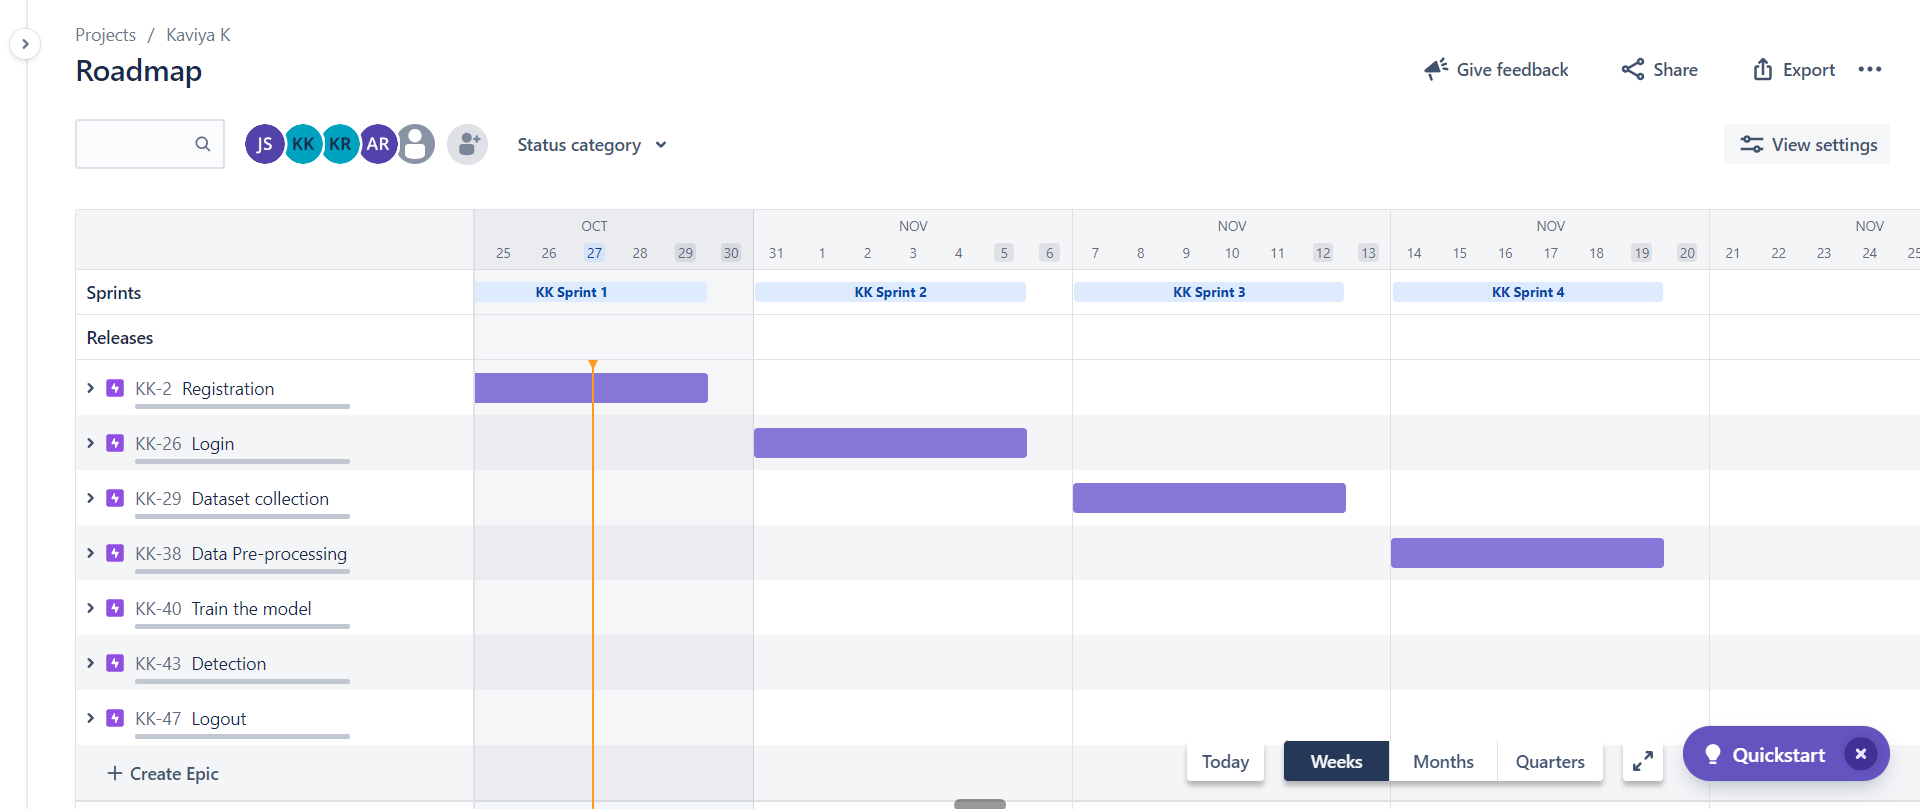 Projects / Kaviya K
Roadmap
Give feedback
Share
Export
JS KK KR AR
Status category
View settings
OCT NOV NOV NOV NOV
25 26 27 28 29 30 31 1 2 3 4 5 6 7 8 9 10 11 12 13 14 15 16 17 18 19 20 21 22 23 24 25
Sprints KK Sprint 1 KK Sprint 2 KK Sprint 3 KK Sprint 4
Releases
KK-2 Registration
KK-26 Login
KK-29 Dataset collection
KK-38 Data Pre-processing
KK-40 Train the model
KK-43 Detection
KK-47 Logout
+ Create Epic
Today Weeks Months Quarters
Quickstart